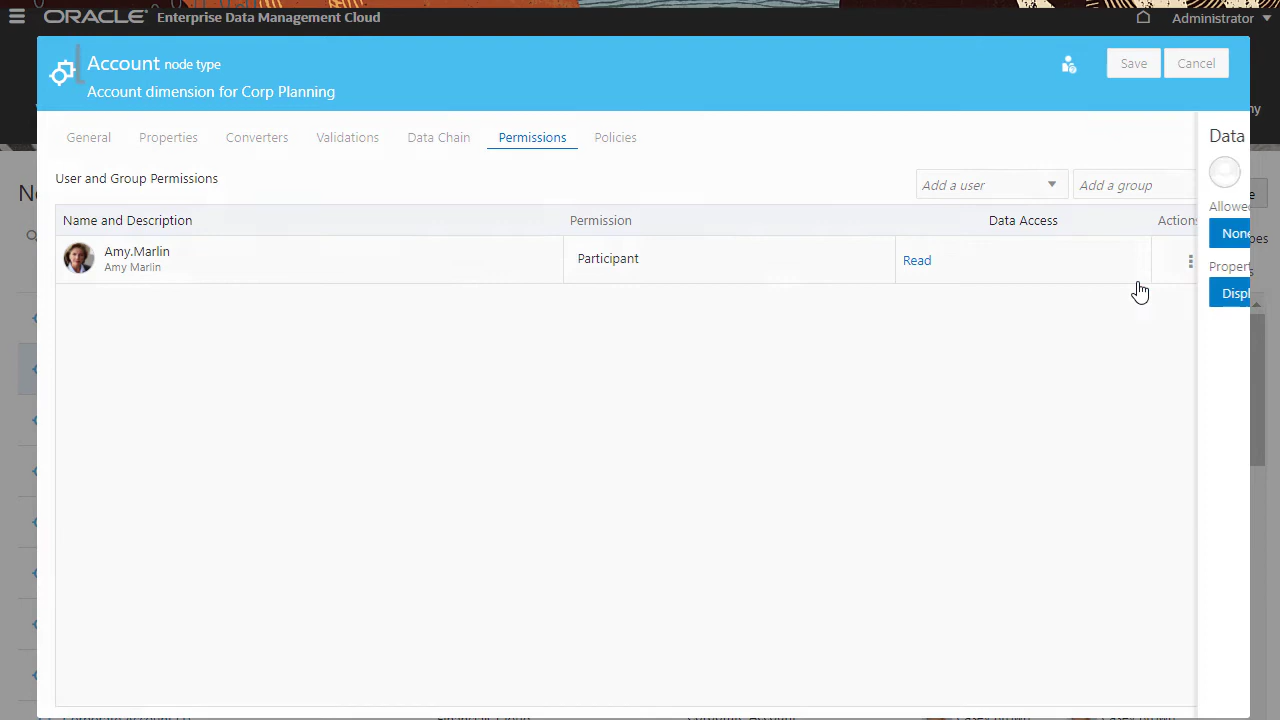 ORACLE Enterprise Data Management Cloud
Administrator
Account node type
Account dimension for Corp Planning
Save
Cancel
General
Properties
Converters
Validations
Data Chain
Permissions
Policies
User and Group Permissions
Add a user
Add a group
Name and Description
Permission
Data Access
Actions
Amy.Marlin
Amy Marlin
Participant
Read
Data
Allowe
None
Propert
Displ